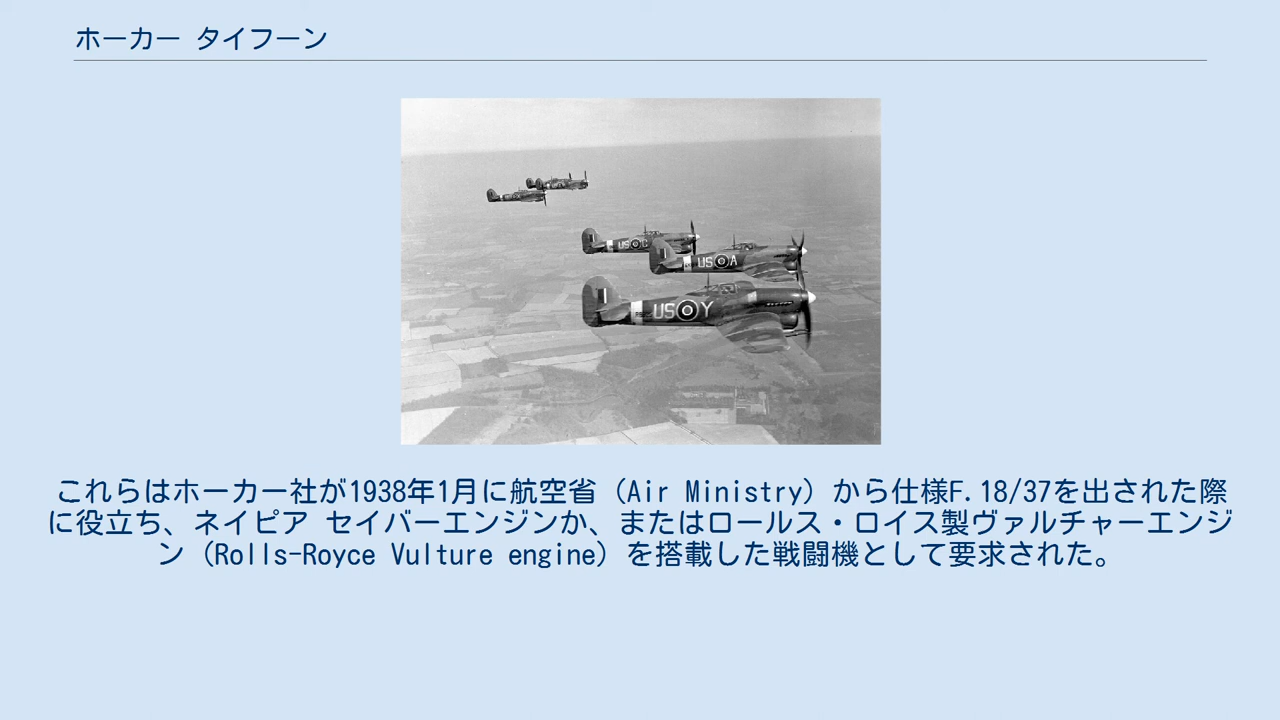 ホーカー タイフーン
US G
US A
US Y
これらはホーカー社が1938年1月に航空省（Air Ministry）から仕様F.18/37を出された際
に役立ち、ネイピア セイバーエンジンか、またはロールス・ロイス製ヴァルチャーエンジ
ン（Rolls-Royce Vulture engine）を搭載した戦闘機として要求された。